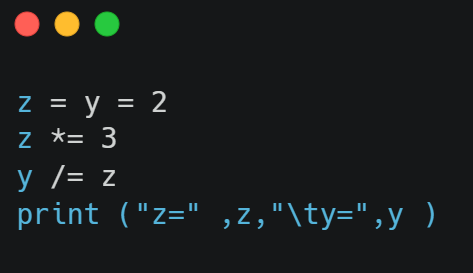 z = y = 2
z *= 3
y /= z
print ("z=" ,z,"\ty=",y )